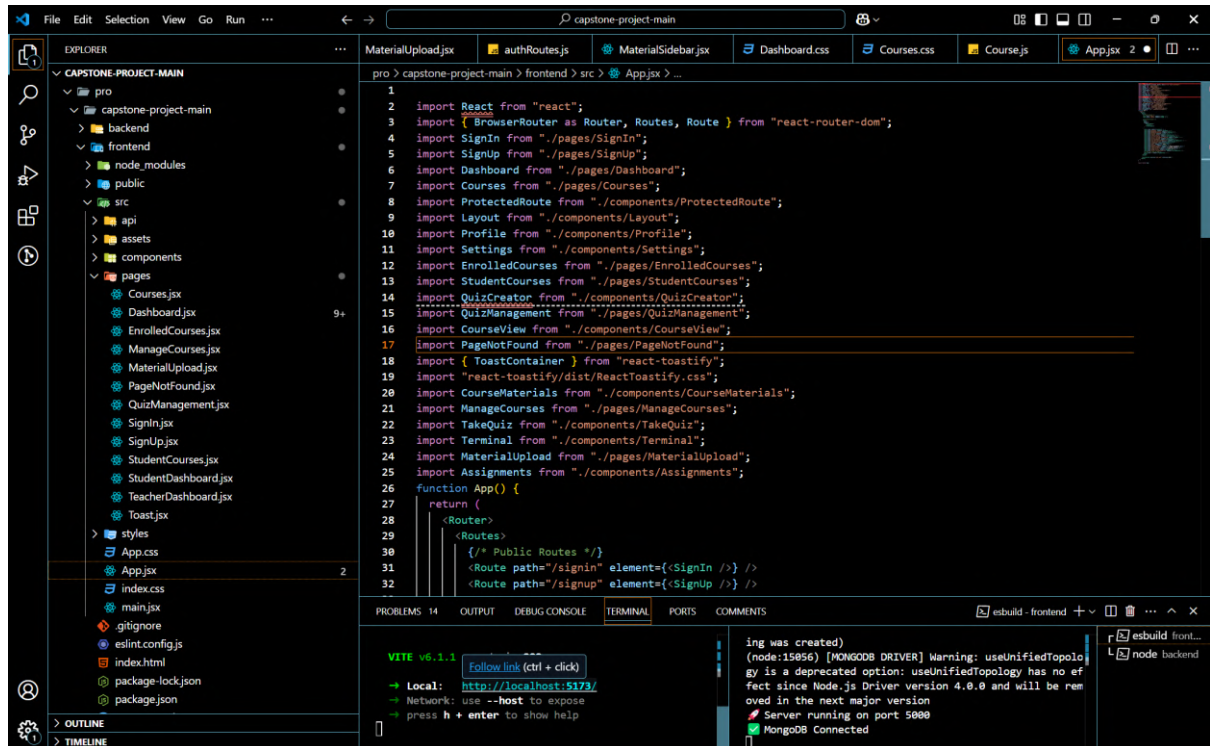 File Edit Selection View Go Run ...
capstone-project-main
EXPLORER
CAPSTONE-PROJECT-MAIN
pro
capstone-project-main
backend
frontend
node_modules
public
src
api
assets
components
pages
Courses.jsx
Dashboard.jsx 9+
EnrolledCourses.jsx
ManageCourses.jsx
MaterialUpload.jsx
PageNotFound.jsx
QuizManagement.jsx
SignIn.jsx
SignUp.jsx
StudentCourses.jsx
StudentDashboard.jsx
TeacherDashboard.jsx
Toast.jsx
styles
App.css
App.jsx 2
index.css
main.jsx
.gitignore
eslint.config.js
index.html
package-lock.json
package.json
OUTLINE
TIMELINE
MaterialUpload.jsx authRoutes.js MaterialSidebar.jsx Dashboard.css Courses.css Course.js App.jsx 2
pro > capstone-project-main > frontend > src > App.jsx > ...
1
2 import React from "react";
3 import { BrowserRouter as Router, Routes, Route } from "react-router-dom";
4 import SignIn from "./pages/SignIn";
5 import SignUp from "./pages/SignUp";
6 import Dashboard from "./pages/Dashboard";
7 import Courses from "./pages/Courses";
8 import ProtectedRoute from "./components/ProtectedRoute";
9 import Layout from "./components/Layout";
10 import Profile from "./components/Profile";
11 import Settings from "./components/Settings";
12 import EnrolledCourses from "./pages/EnrolledCourses";
13 import StudentCourses from "./pages/StudentCourses";
14 import QuizCreator from "./components/QuizCreator";
15 import QuizManagement from "./pages/QuizManagement";
16 import CourseView from "./components/CourseView";
17 import PageNotFound from "./pages/PageNotFound";
18 import { ToastContainer } from "react-toastify";
19 import "react-toastify/dist/ReactToastify.css";
20 import CourseMaterials from "./components/CourseMaterials";
21 import ManageCourses from "./pages/ManageCourses";
22 import TakeQuiz from "./components/TakeQuiz";
23 import Terminal from "./components/Terminal";
24 import MaterialUpload from "./pages/MaterialUpload";
25 import Assignments from "./components/Assignments";
26 function App() {
27 return (
28 <Router>
29 <Routes>
30 {/* Public Routes */}
31 <Route path="/signin" element={<SignIn />} />
32 <Route path="/signup" element={<SignUp />} />
PROBLEMS 14 OUTPUT DEBUG CONSOLE TERMINAL PORTS COMMENTS
esbuild - frontend
VITE v6.1.1
Follow link (ctrl + click)
➜ Local: http://localhost:5173/
➜ Network: use --host to expose
➜ press h + enter to show help
ing was created)
(node:15056) [MONGODB DRIVER] Warning: useUnifiedTopolo
gy is a deprecated option: useUnifiedTopology has no ef
fect since Node.js Driver version 4.0.0 and will be rem
oved in the next major version
🚀 Server running on port 5000
✅ MongoDB Connected
esbuild front...
node backend